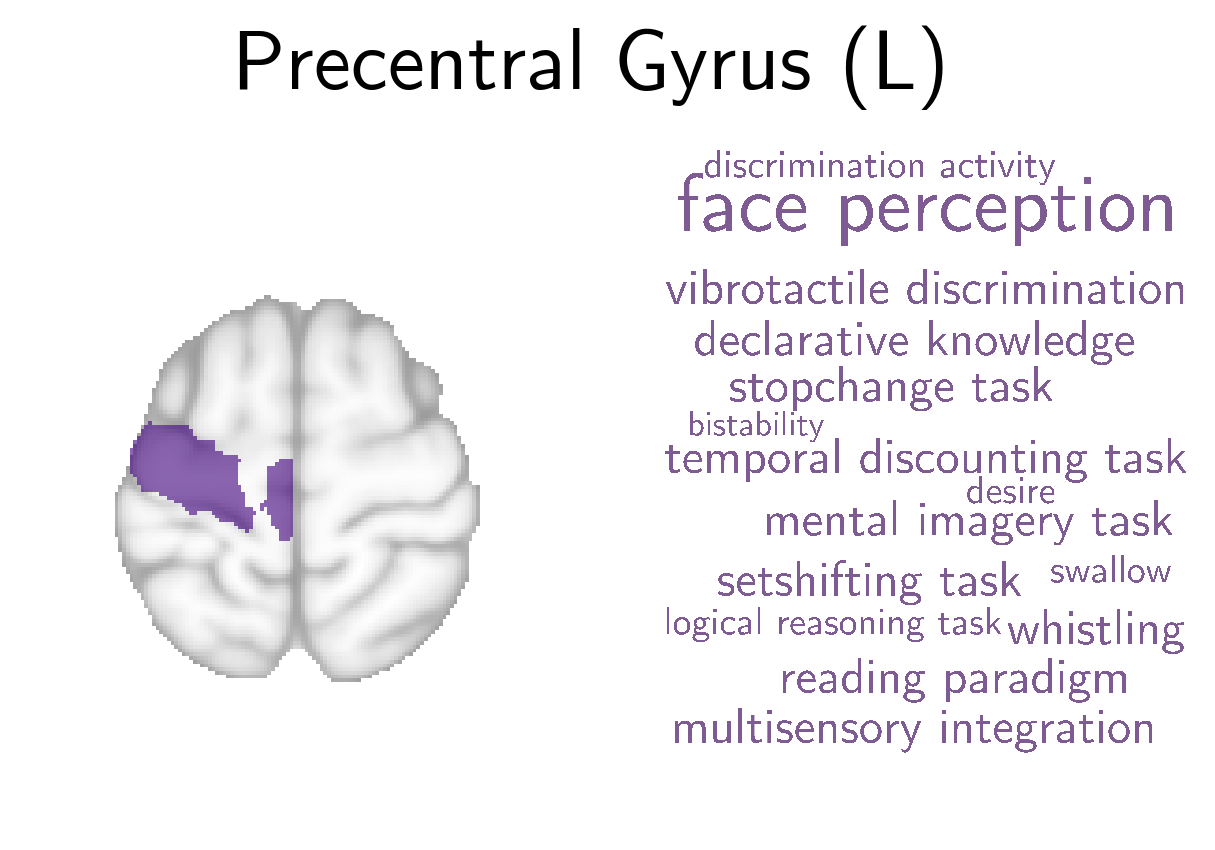 Precentral Gyrus (L)
discrimination activity
face perception
vibrotactile discrimination
declarative knowledge
stopchange task
bistability
temporal discounting task
desire
mental imagery task
setshifting task swallow
logical reasoning task whistling
reading paradigm
multisensory integration